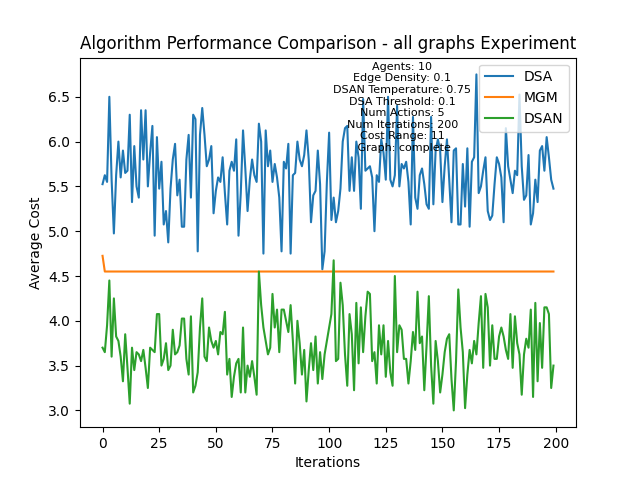 Algorithm Performance Comparison - all graphs Experiment
Agents: 10
Edge Density: 0.1
DSAN Temperature: 0.75
DSA Threshold: 0.1
Num Actions: 5
Num Iteration: 200
Cost Range: 11
Graph: complete
DSA
MGM
DSAN
Average Cost
6.5
6.0
5.5
5.0
4.5
4.0
3.5
3.0
0 25 50 75 100 125 150 175 200
Iterations